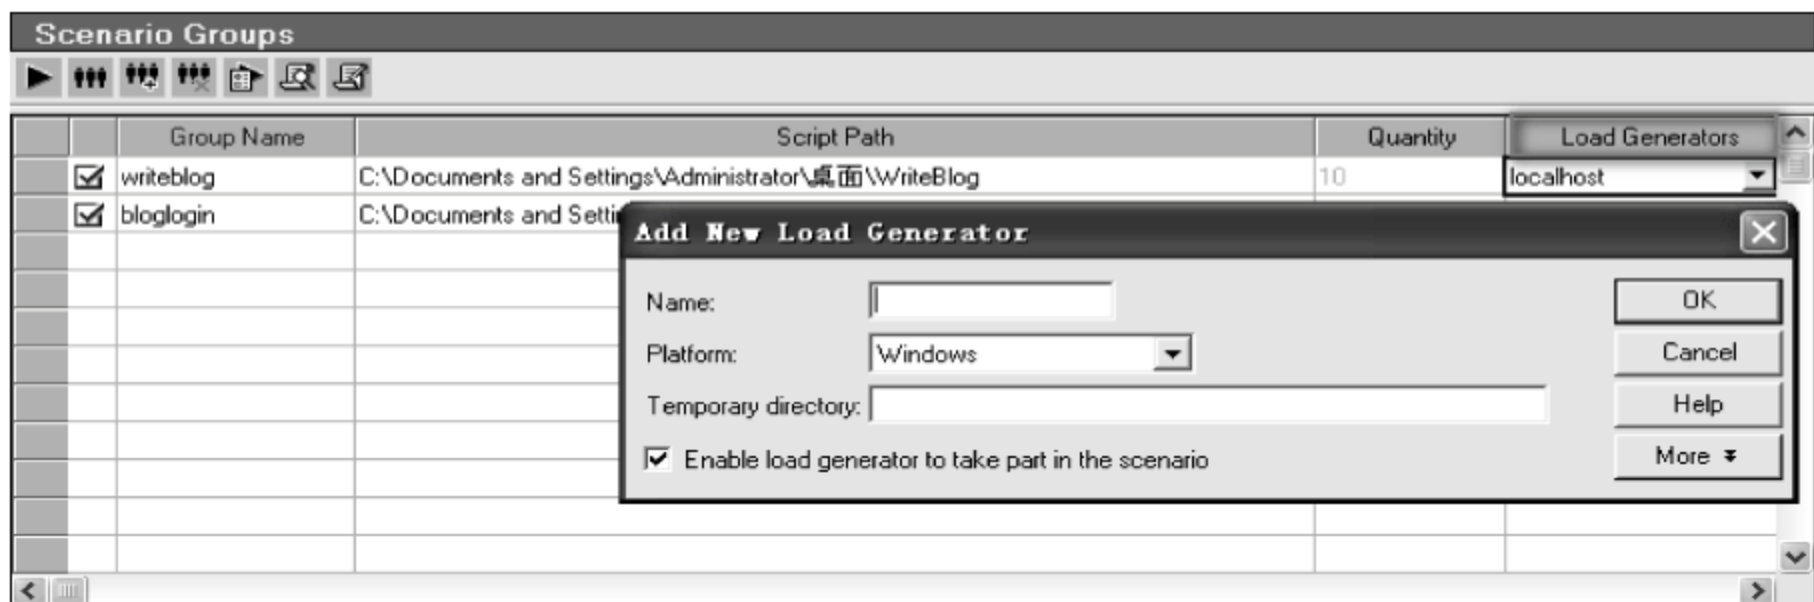 Scenario Groups
Group Name Script Path Quantity Load Generators
writeblog C:\Documents and Settings\Administrator\桌面\WriteBlog 10 localhost
bloglogin C:\Documents and Setti
Add New Load Generator
Name: OK
Platform: Windows Cancel
Temporary directory: Help
Enable load generator to take part in the scenario More